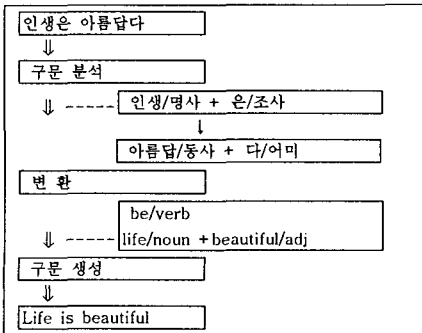 인생은 아름답다
⇓
구문 분석
⇓ ----- 인생/명사 + 은/조사
↓
아름답/동사 + 다/어미
변 환
be/verb
⇓ ----- life/noun + beautiful/adj
구문 생성
⇓
Life is beautiful